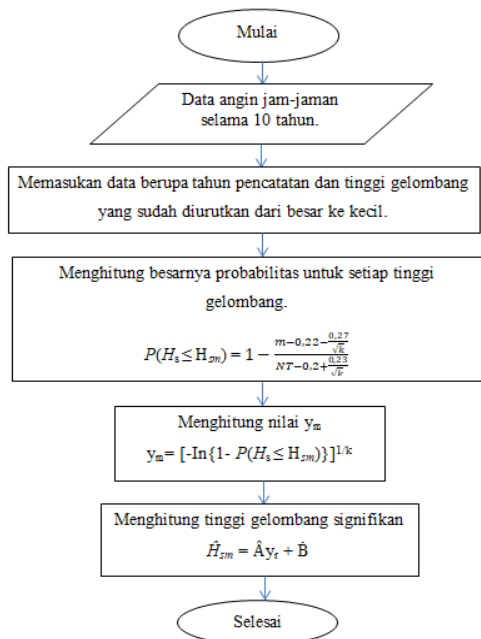 Mulai
Data angin jam-jaman
selama 10 tahun.
Memasukan data berupa tahun pencatatan dan tinggi gelombang
yang sudah diurutkan dari besar ke kecil.
Menghitung besarnya probabilitas untuk setiap tinggi
gelombang.
P(Hₛ ≤ Hₛₘ) = 1 − (m−0,22−0,27/√k)/(NT−0,2+0,23/√k)
Menghitung nilai yₘ
yₘ= [-In{1- P(Hₛ ≤ Hₛₘ)}]^1/k
Menghitung tinggi gelombang signifikan
Ĥₛₘ = Âyᵣ + Ḃ
Selesai